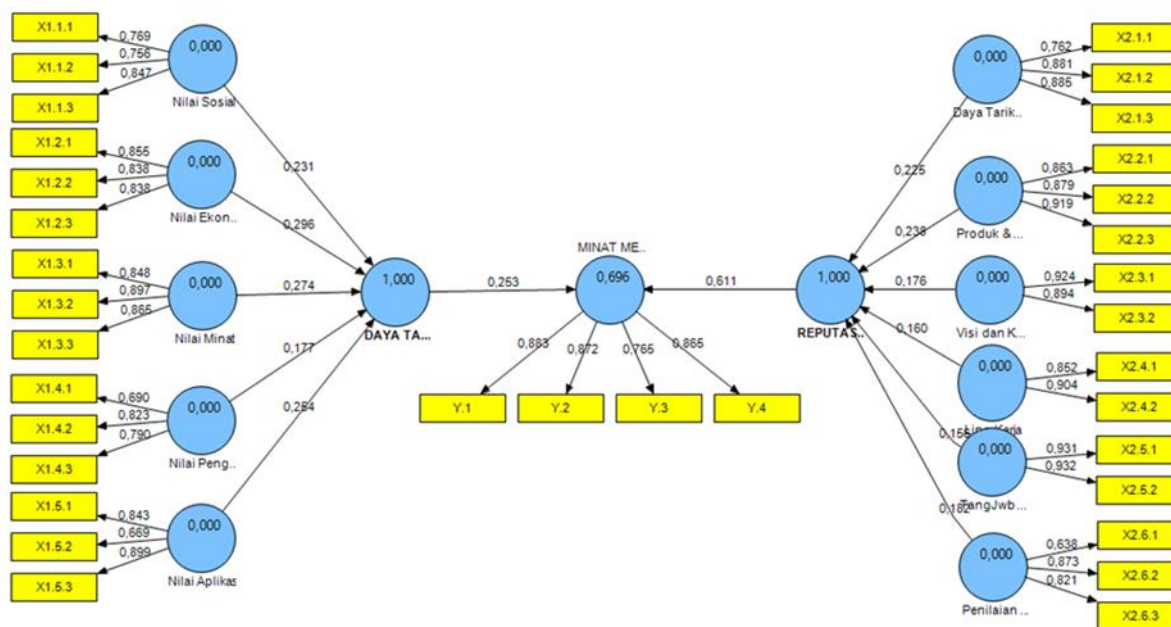 X1.1.1
0,769
X1.1.2
0,756
X1.1.3
0,847
0,000
Nilai Sosial
0,231
X1.2.1
0,855
X1.2.2
0,838
X1.2.3
0,838
0,000
Nilai Ekon..
0,296
X1.3.1
0,848
X1.3.2
0,897
X1.3.3
0,865
0,000
Nilai Minat
0,274
X1.4.1
0,690
X1.4.2
0,823
X1.4.3
0,790
0,000
Nilai Peng..
0,177
X1.5.1
0,843
X1.5.2
0,669
X1.5.3
0,899
0,000
Nilai Aplikas
0,254
1,000
DAYA TA...
0,253
MINAT ME..
0,696
0,883
0,872
0,765
0,865
Y.1
Y.2
Y.3
Y.4
0,611
1,000
REPUTAS..
0,225
0,000
Daya Tarik..
0,762
X2.1.1
0,881
X2.1.2
0,885
X2.1.3
0,238
0,000
Produk & ...
0,863
X2.2.1
0,879
X2.2.2
0,919
X2.2.3
0,176
0,000
Visi dan K...
0,924
X2.3.1
0,894
X2.3.2
0,160
0,000
Ling Kerja
0,852
X2.4.1
0,904
X2.4.2
0,000
TangJwb...
0,931
X2.5.1
0,932
X2.5.2
0,182
0,000
Penilaian ...
0,638
X2.6.1
0,873
X2.6.2
0,821
X2.6.3